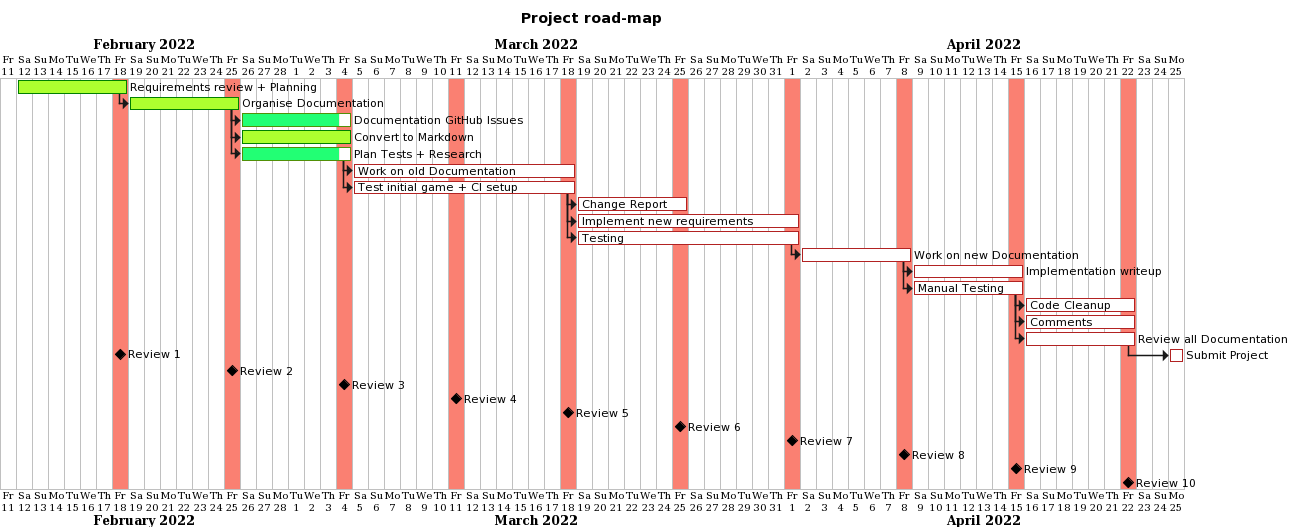 Project road-map
February 2022 March 2022 April 2022
Fr Sa Su Mo Tu We Th Fr Sa Su Mo Tu We Th Fr Sa Su Mo Tu We Th Fr Sa Su Mo Tu We Th Fr Sa Su Mo Tu We Th Fr Sa Su Mo Tu We Th Fr Sa Su Mo Tu We Th Fr Sa Su Mo Tu We Th Fr Sa Su Mo Tu We Th Fr Sa Su Mo Tu We Th Fr Sa Su Mo
11 12 13 14 15 16 17 18 19 20 21 22 23 24 25 26 27 28 1 2 3 4 5 6 7 8 9 10 11 12 13 14 15 16 17 18 19 20 21 22 23 24 25 26 27 28 29 30 31 1 2 3 4 5 6 7 8 9 10 11 12 13 14 15 16 17 18 19 20 21 22 23 24 25
Requirements review + Planning
Organise Documentation
Documentation GitHub Issues
Convert to Markdown
Plan Tests + Research
Work on old Documentation
Test initial game + CI setup
Change Report
Implement new requirements
Testing
Work on new Documentation
Implementation writeup
Manual Testing
Code Cleanup
Comments
Review all Documentation
Review 1
Submit Project
Review 2
Review 3
Review 4
Review 5
Review 6
Review 7
Review 8
Review 9
Review 10
Fr Sa Su Mo Tu We Th Fr Sa Su Mo Tu We Th Fr Sa Su Mo Tu We Th Fr Sa Su Mo Tu We Th Fr Sa Su Mo Tu We Th Fr Sa Su Mo Tu We Th Fr Sa Su Mo Tu We Th Fr Sa Su Mo Tu We Th Fr Sa Su Mo Tu We Th Fr Sa Su Mo Tu We Th Fr Sa Su Mo
11 12 13 14 15 16 17 18 19 20 21 22 23 24 25 26 27 28 1 2 3 4 5 6 7 8 9 10 11 12 13 14 15 16 17 18 19 20 21 22 23 24 25 26 27 28 29 30 31 1 2 3 4 5 6 7 8 9 10 11 12 13 14 15 16 17 18 19 20 21 22 23 24 25
February 2022 March 2022 April 2022